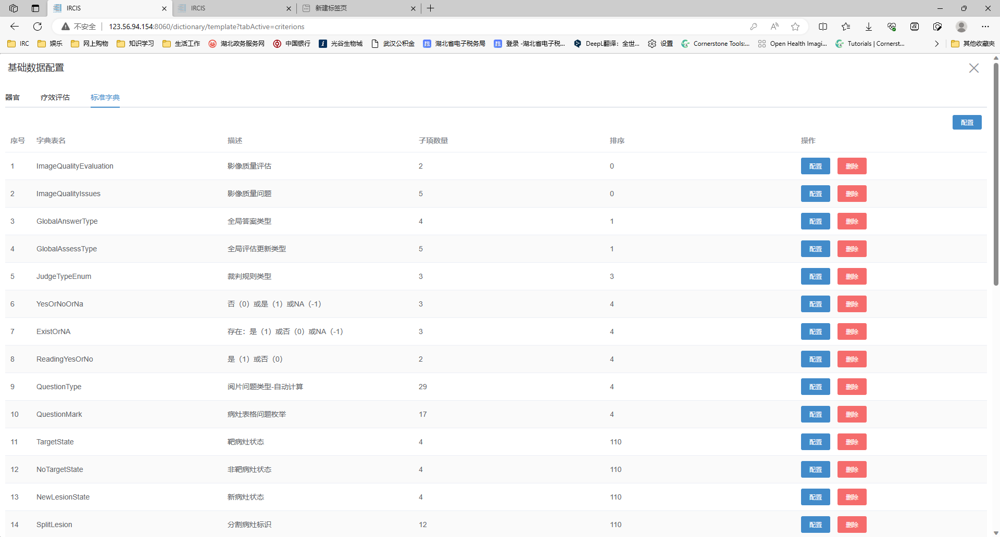 IRCIS
IRCIS
新建标签页
不安全
123.56.94.154:8060/dictionary/template?tabActive=criterions
IRC
娱乐
网上购物
知识学习
生活工作
湖北政务服务网
中国银行
光谷生物城
武汉公积金
湖北省电子税务局
登录 -湖北省电子税...
DeepL翻译：全世...
设置
Cornerstone Tools:...
Open Health Imagi...
Tutorials | Cornerst...
其他收藏夹
基础数据配置
器官 疗效评估 标准字典
配置
序号 字典表名 描述 子项数量 排序 操作
1 ImageQualityEvaluation 影像质量评估 2 0 配置 删除
2 ImageQualityIssues 影像质量问题 5 0 配置 删除
3 GlobalAnswerType 全局答案类型 4 1 配置 删除
4 GlobalAssessType 全局评估更新类型 5 1 配置 删除
5 JudgeTypeEnum 裁判规则类型 3 3 配置 删除
6 YesOrNoOrNa 否（0）或是（1）或NA（-1） 3 4 配置 删除
7 ExistOrNA 存在：是（1）或否（0）或NA（-1） 3 4 配置 删除
8 ReadingYesOrNo 是（1）或否（0） 2 4 配置 删除
9 QuestionType 阅片问题类型-自动计算 29 4 配置 删除
10 QuestionMark 病灶表格问题枚举 17 4 配置 删除
11 TargetState 靶病灶状态 4 110 配置 删除
12 NoTargetState 非靶病灶状态 4 110 配置 删除
13 NewLesionState 新病灶状态 4 110 配置 删除
14 SplitLesion 分割病灶标识 12 110 配置 删除